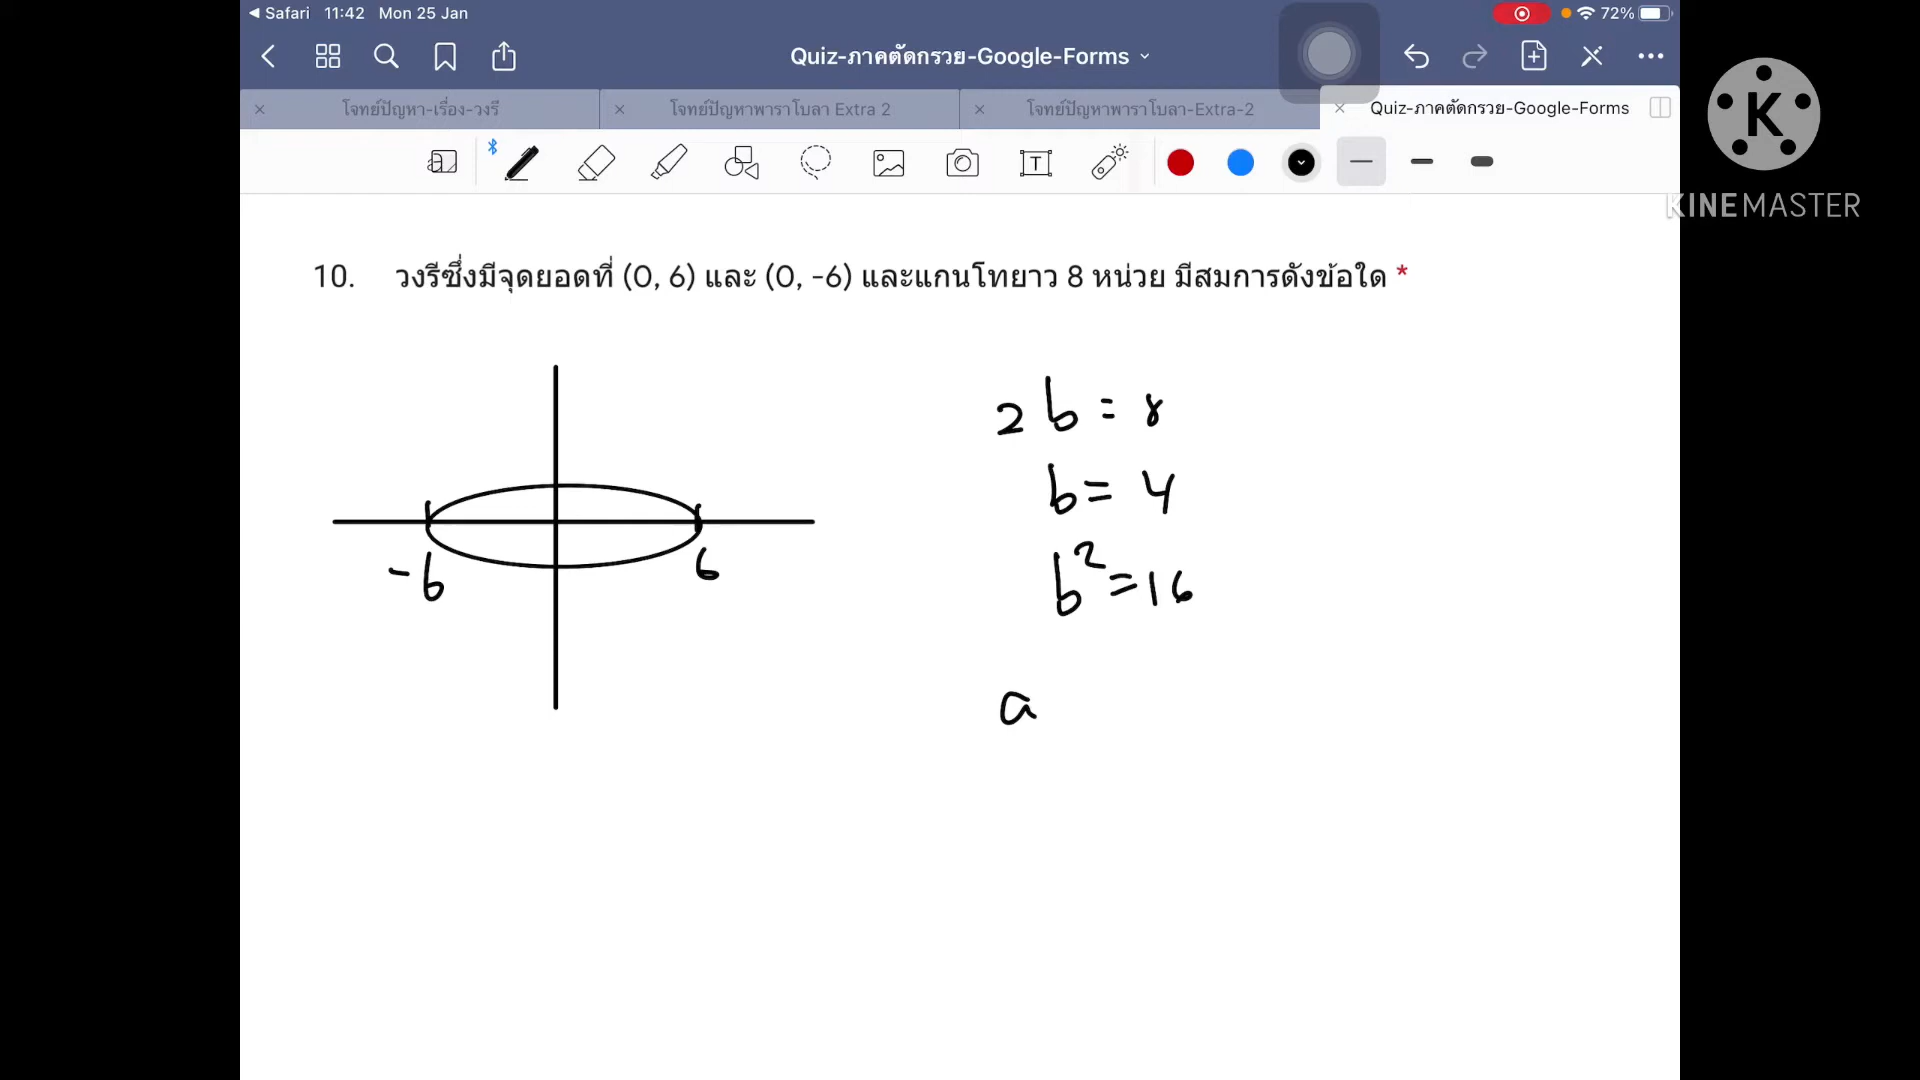 Safari 11:42 Mon 25 Jan 72%
Quiz-ภาคตัดกรวย-Google-Forms
โจทย์ปัญหา-เรื่อง-วงรี โจทย์ปัญหาพาราโบลา Extra 2 โจทย์ปัญหาพาราโบลา-Extra-2 Quiz-ภาคตัดกรวย-Google-Forms
K
KINEMASTER
10. วงรีซึ่งมีจุดยอดที่ (0, 6) และ (0, -6) และแกนโทยาว 8 หน่วย มีสมการดังข้อใด *
2b = 8
b = 4
b² = 16
-6 6
a